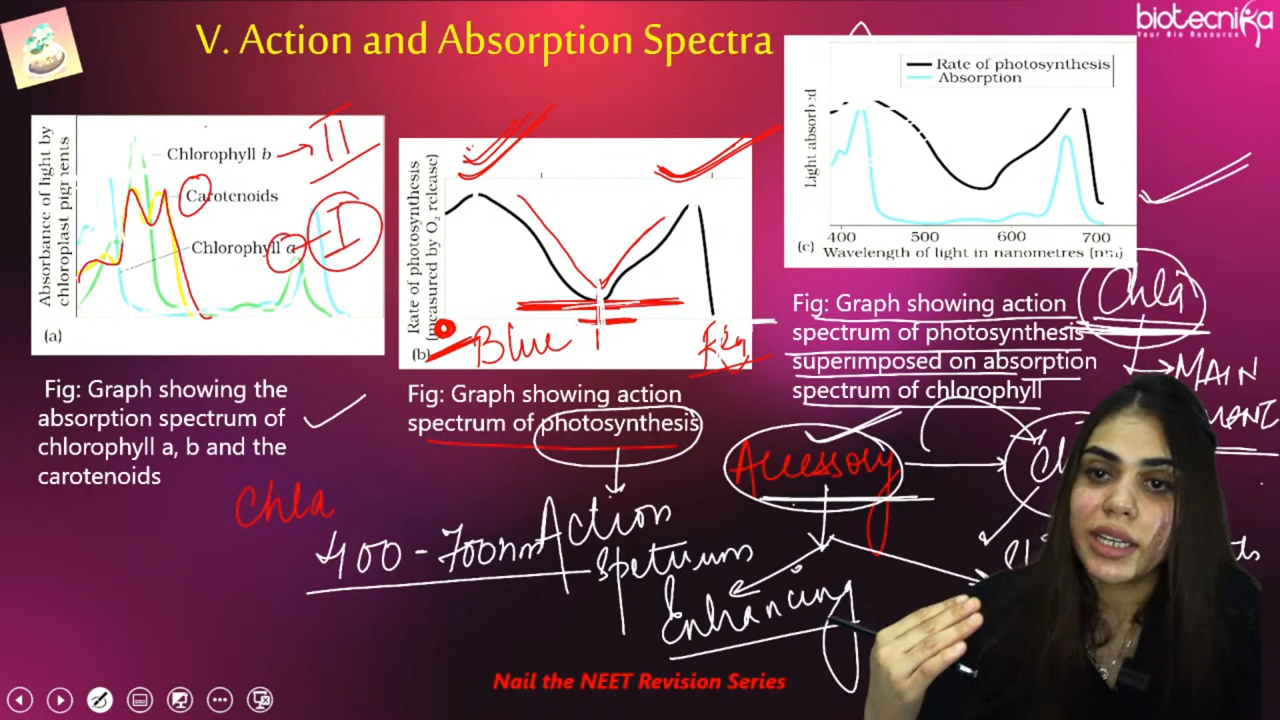 V. Action and Absorption Spectra
biotecnika
Your Bio Resource
Absorbance of light by
chloroplast pigments
Chlorophyll b
II
Carotenoids
Chlorophyll a
I
(a)
Fig: Graph showing the
absorption spectrum of
chlorophyll a, b and the
carotenoids
Rate of photosynthesis
(measured by O2 release)
Blue
(b)
Fig: Graph showing action
spectrum of photosynthesis
Rate of photosynthesis
Absorption
Light absorbed
400 500 600 700
(c) Wavelength of light in nanometres (nm)
Fig: Graph showing action
spectrum of photosynthesis
superimposed on absorption
spectrum of chlorophyll
Chla
MAIN
Accessory
Chla
400 - 700nm
Action
Enhancing
Nail the NEET Revision Series